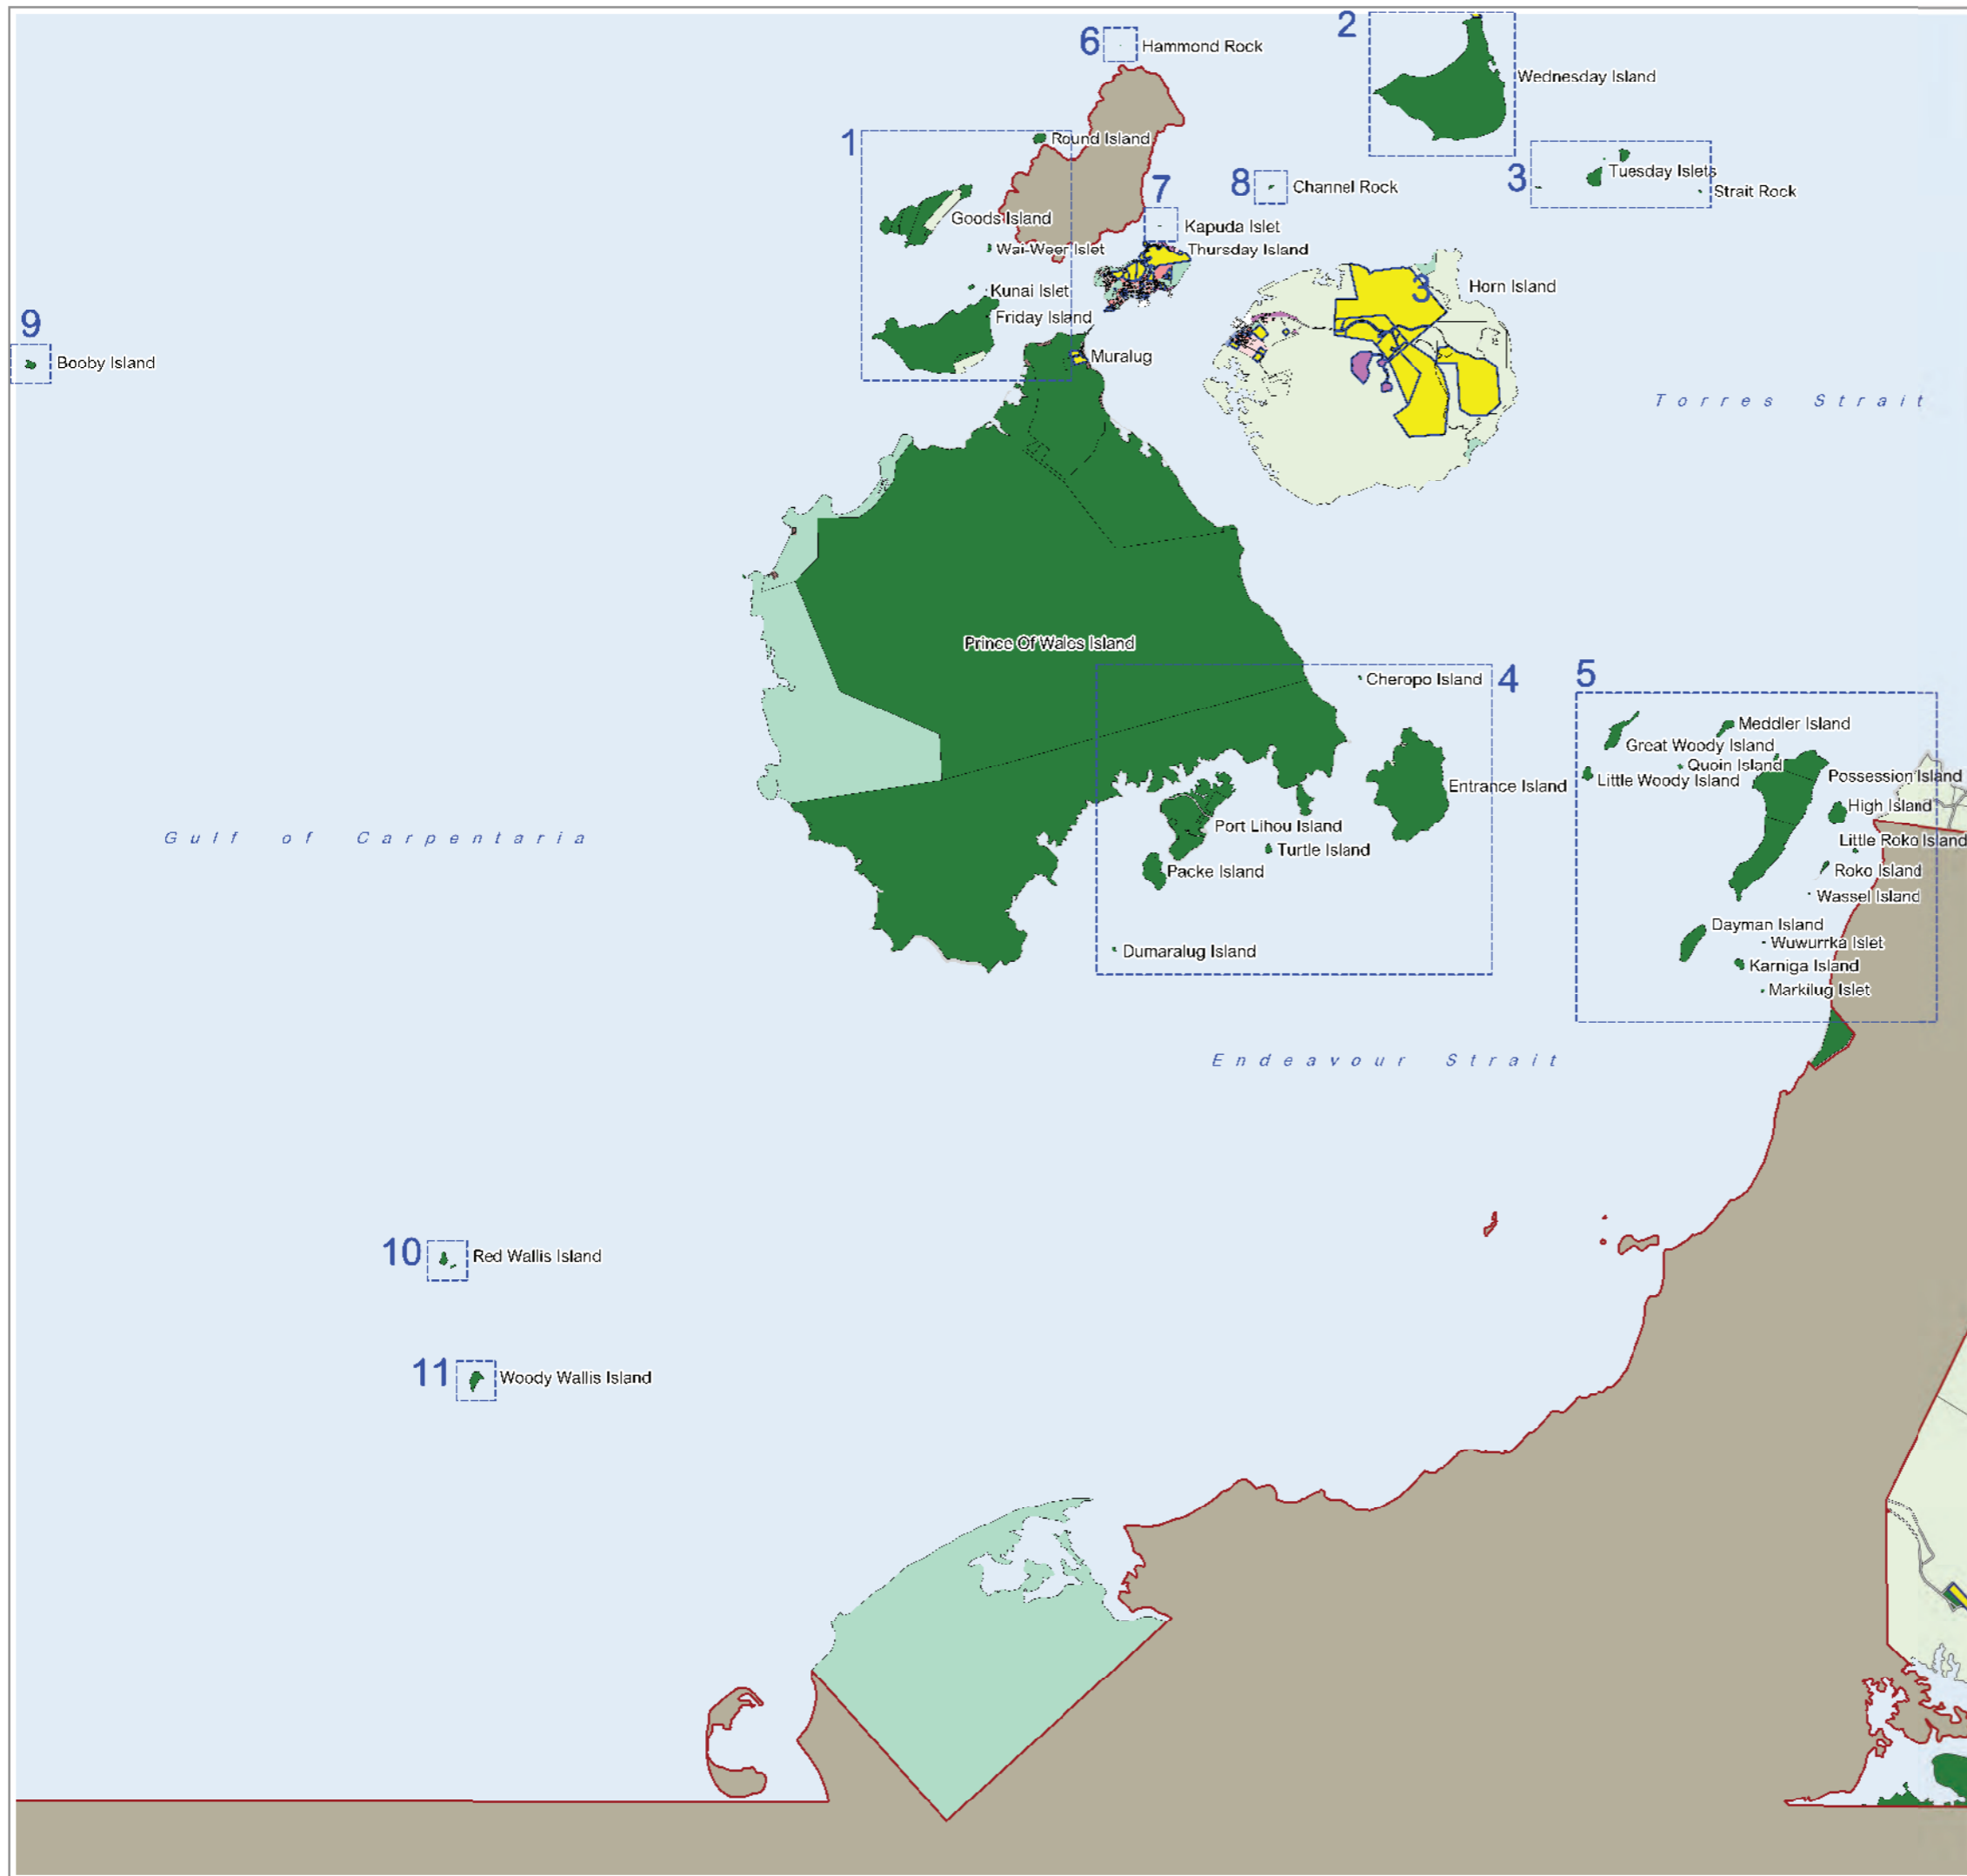 6
Hammond Rock
2
Wednesday Island
1
Round Island
3
Tuesday Islets
Strait Rock
8
Channel Rock
7
Kapuda Islet
Goods Island
Wai-Weer Islet
Thursday Island
Kunai Islet
3
Horn Island
Friday Island
9
Booby Island
Muralug
Torres Strait
Prince Of Wales Island
4
Cheropo Island
5
Meddler Island
Great Woody Island
Quoin Island
Little Woody Island
Possession Island
Entrance Island
High Island
Port Lihou Island
Gulf of Carpentaria
Little Roko Island
Turtle Island
Packe Island
Roko Island
Wassel Island
Dayman Island
Wuwurrka Islet
Dumaralug Island
Karniga Island
Markilug Islet
Endeavour Strait
10
Red Wallis Island
11
Woody Wallis Island